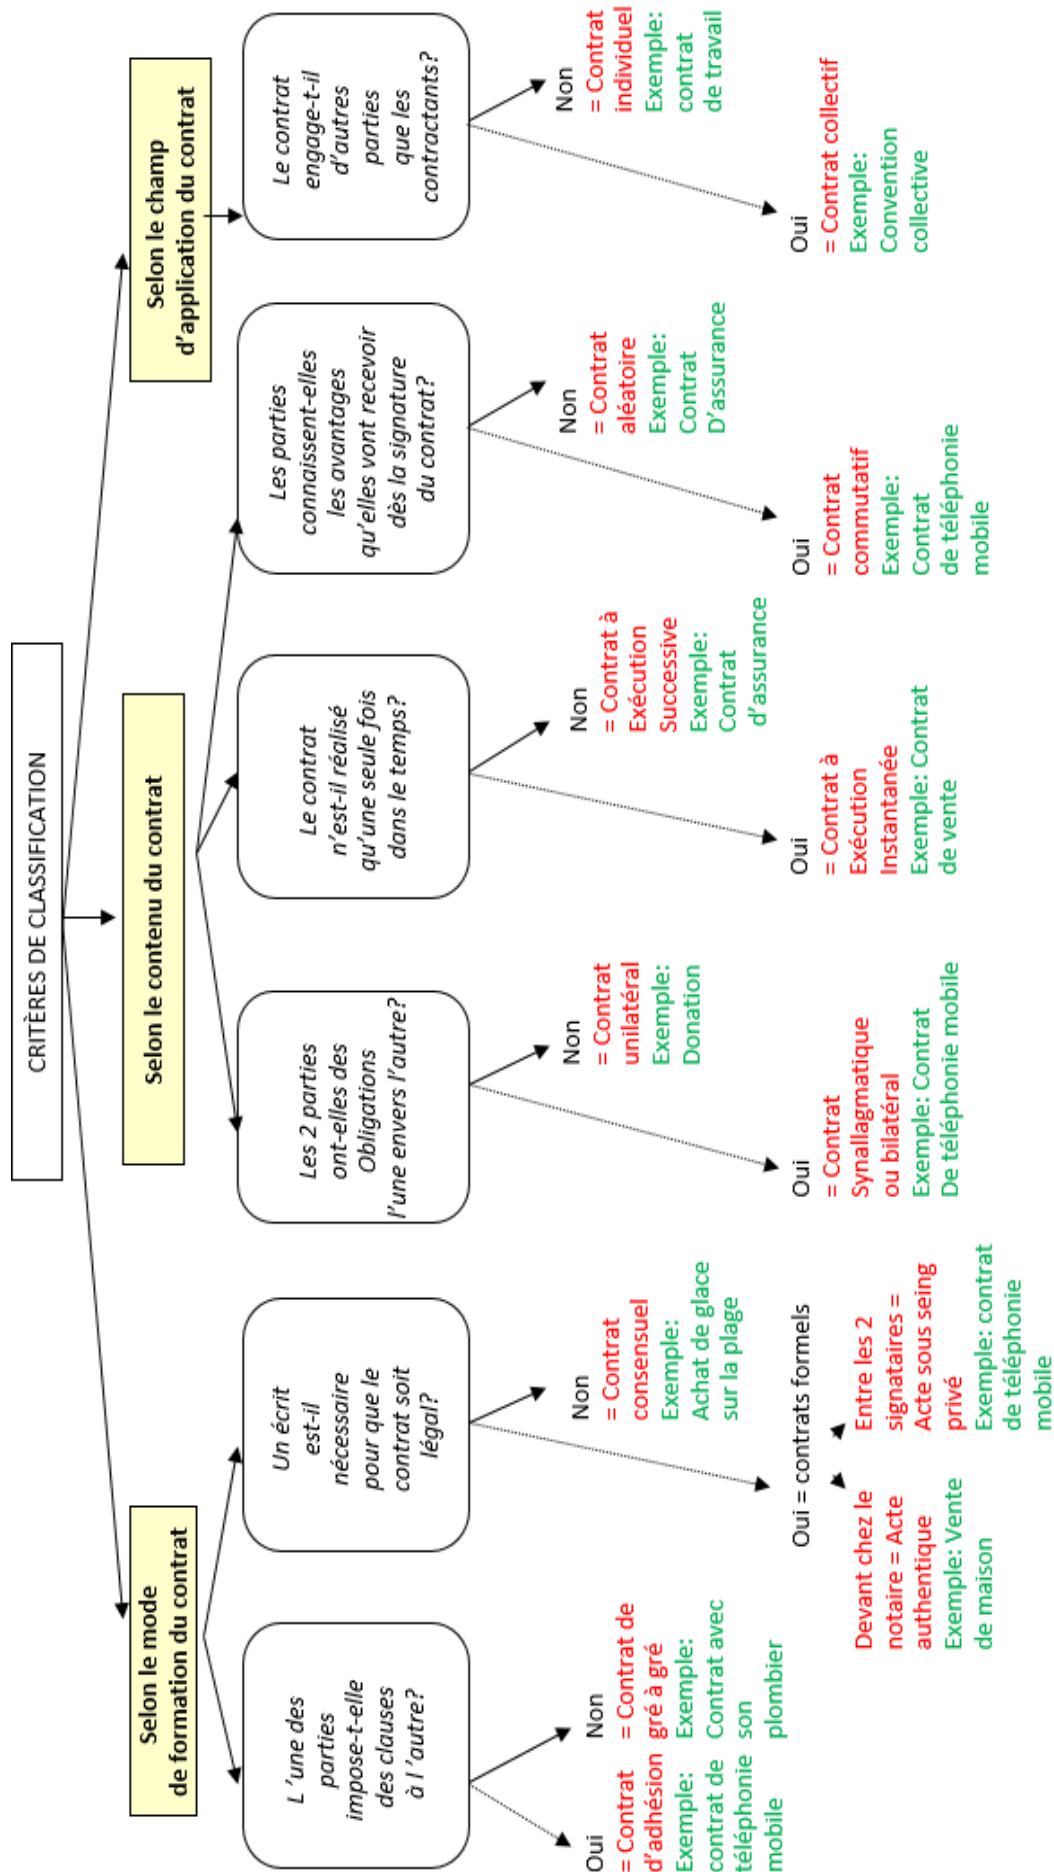 CRITÈRES DE CLASSIFICATION
Selon le mode
de formation du contrat
Selon le contenu du contrat
Selon le champ
d'application du contrat
L 'une des
parties
impose-t-elle
des clauses
à l 'autre?
Un écrit
est-il
nécessaire
pour que le
contrat soit
légal?
Les 2 parties
ont-elles des
Obligations
l'une envers l'autre?
Le contrat
n'est-il réalisé
qu'une seule fois
dans le temps?
Les parties
connaissent-elles
les avantages
qu'elles vont recevoir
dès la signature
du contrat?
Le contrat
engage-t-il
d'autres
parties
que les
contractants?
Oui
= Contrat
d'adhésion
Exemple:
contrat de
téléphonie
mobile
Non
= Contrat de
gré à gré
Exemple:
Contrat avec
son
plombier
Non
= Contrat
consensuel
Exemple:
Achat de glace
sur la plage
Oui = contrats formels
Devant chez le
notaire = Acte
authentique
Exemple: Vente
de maison
Entre les 2
signataires =
Acte sous seing
privé
Exemple: contrat
de téléphonie
mobile
Non
= Contrat
unilatéral
Exemple:
Donation
Oui
= Contrat
Synallagmatique
ou bilatéral
Exemple: Contrat
De téléphonie mobile
Non
= Contrat à
Exécution
Successive
Exemple:
Contrat
d'assurance
Oui
= Contrat à
Exécution
Instantanée
Exemple: Contrat
de vente
Non
= Contrat
aléatoire
Exemple:
Contrat
D'assurance
Oui
= Contrat
commutatif
Exemple:
Contrat
de téléphonie
mobile
Non
= Contrat
individuel
Exemple:
contrat
de travail
Oui
= Contrat collectif
Exemple:
Convention
collective